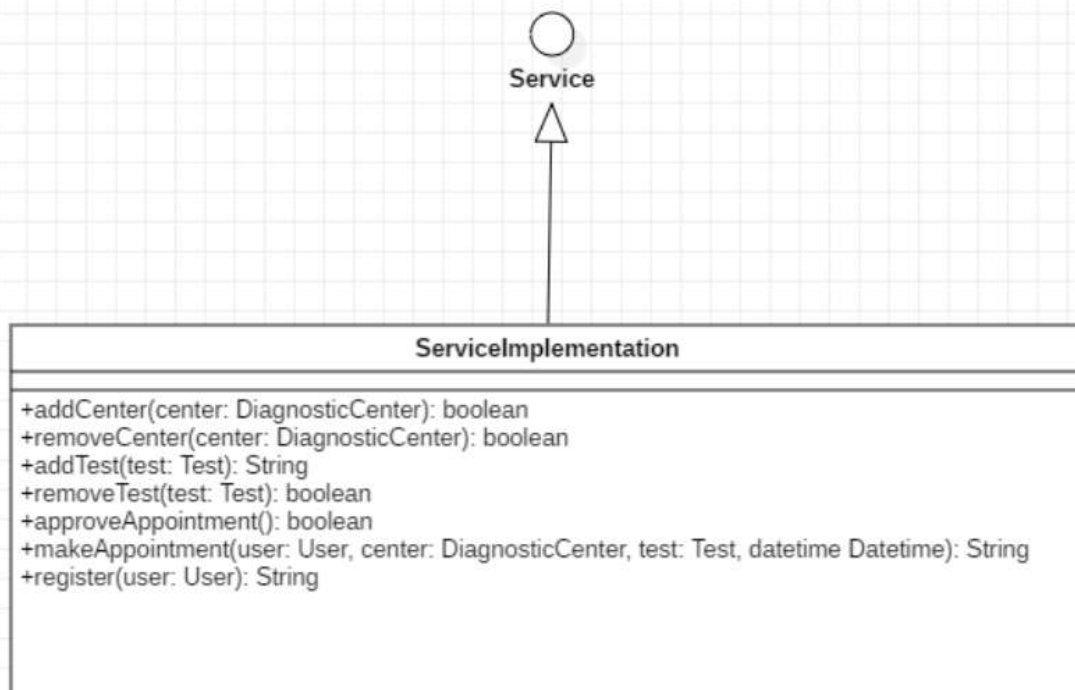 Service
ServiceImplementation
+addCenter(center: DiagnosticCenter): boolean
+removeCenter(center: DiagnosticCenter): boolean
+addTest(test: Test): String
+removeTest(test: Test): boolean
+approveAppointment(): boolean
+makeAppointment(user: User, center: DiagnosticCenter, test: Test, datetime Datetime): String
+register(user: User): String